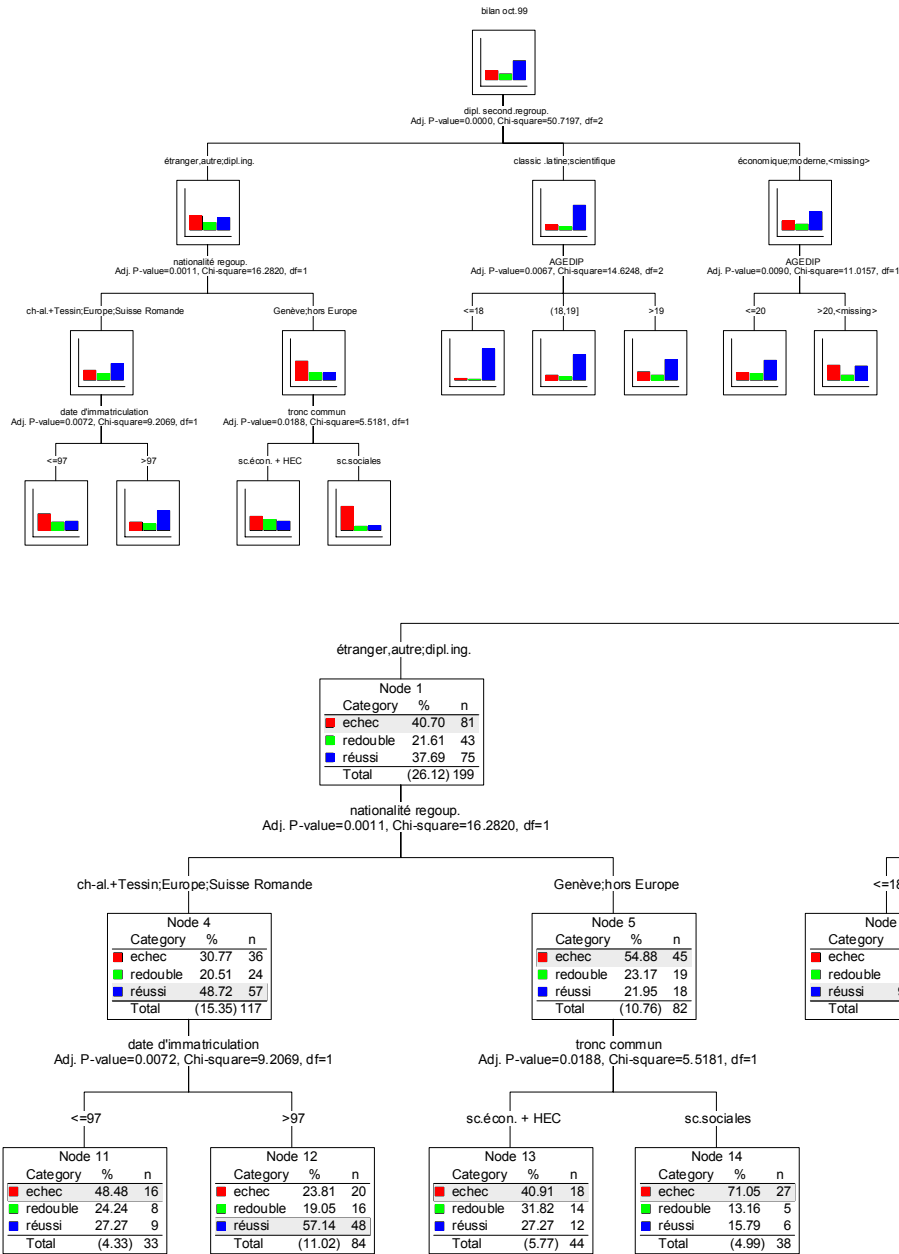 bilan oct.99
dipl. second.regroup.
Adj. P-value=0.0000, Chi-square=50.7197, df=2
étranger,autre;dipl.ing.
classic .latine;scientifique
économique;moderne,<missing>
nationalité regoup.
Adj. P-value=0.0011, Chi-square=16.2820, df=1
AGEDIP
Adj. P-value=0.0067, Chi-square=14.6248, df=2
AGEDIP
Adj. P-value=0.0090, Chi-square=11.0157, df=1
ch-al.+Tessin;Europe;Suisse Romande
Genève;hors Europe
<=18
(18,19]
>19
<=20
>20,<missing>
date d'immatriculation
Adj. P-value=0.0072, Chi-square=9.2069, df=1
tronc commun
Adj. P-value=0.0188, Chi-square=5.5181, df=1
<=97
>97
sc.écon. + HEC
sc.sociales
étranger,autre;dipl.ing.
Node 1
Category % n
echec 40.70 81
redouble 21.61 43
réussi 37.69 75
Total (26.12) 199
nationalité regoup.
Adj. P-value=0.0011, Chi-square=16.2820, df=1
ch-al.+Tessin;Europe;Suisse Romande
Genève;hors Europe
<=18
Node 4
Category % n
echec 30.77 36
redouble 20.51 24
réussi 48.72 57
Total (15.35) 117
Node 5
Category % n
echec 54.88 45
redouble 23.17 19
réussi 21.95 18
Total (10.76) 82
Node
Category
echec
redouble
réussi 9
Total
date d'immatriculation
Adj. P-value=0.0072, Chi-square=9.2069, df=1
tronc commun
Adj. P-value=0.0188, Chi-square=5.5181, df=1
<=97
>97
sc.écon. + HEC
sc.sociales
Node 11
Category % n
echec 48.48 16
redouble 24.24 8
réussi 27.27 9
Total (4.33) 33
Node 12
Category % n
echec 23.81 20
redouble 19.05 16
réussi 57.14 48
Total (11.02) 84
Node 13
Category % n
echec 40.91 18
redouble 31.82 14
réussi 27.27 12
Total (5.77) 44
Node 14
Category % n
echec 71.05 27
redouble 13.16 5
réussi 15.79 6
Total (4.99) 38